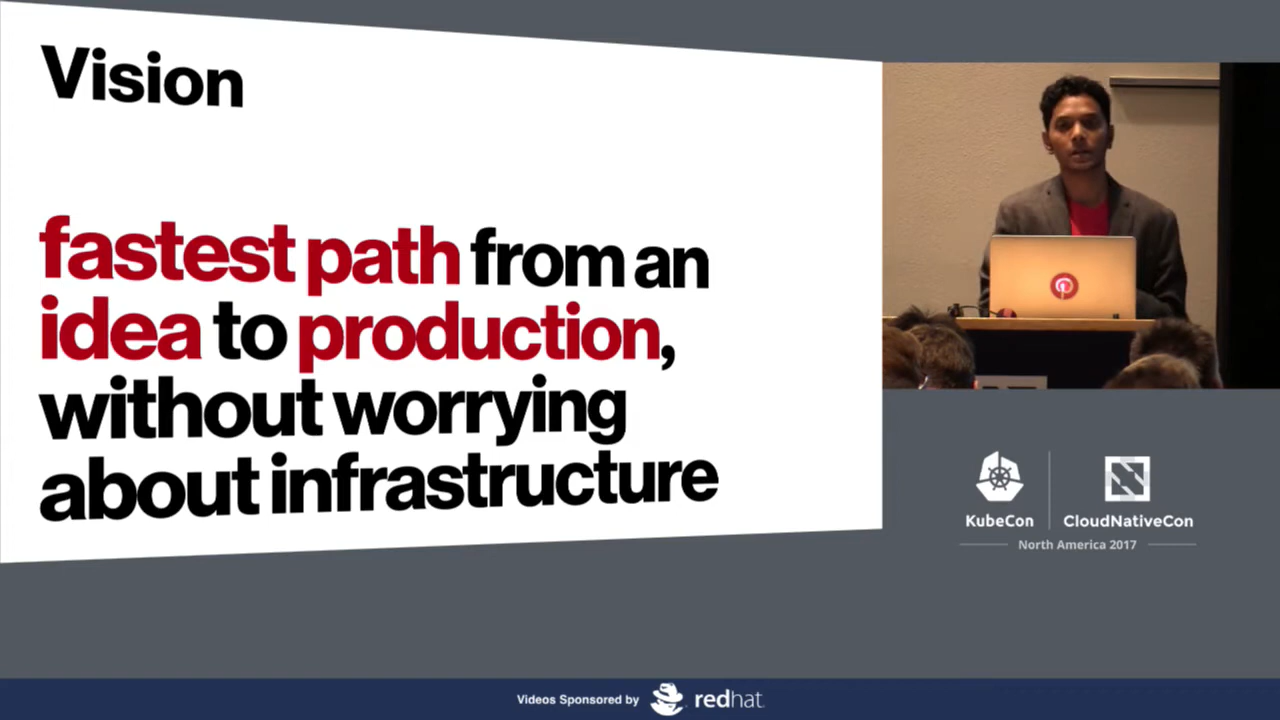 Vision
fastest path from an
idea to production,
without worrying
about infrastructure
KubeCon
CloudNativeCon
North America 2017
Videos Sponsored by redhat.